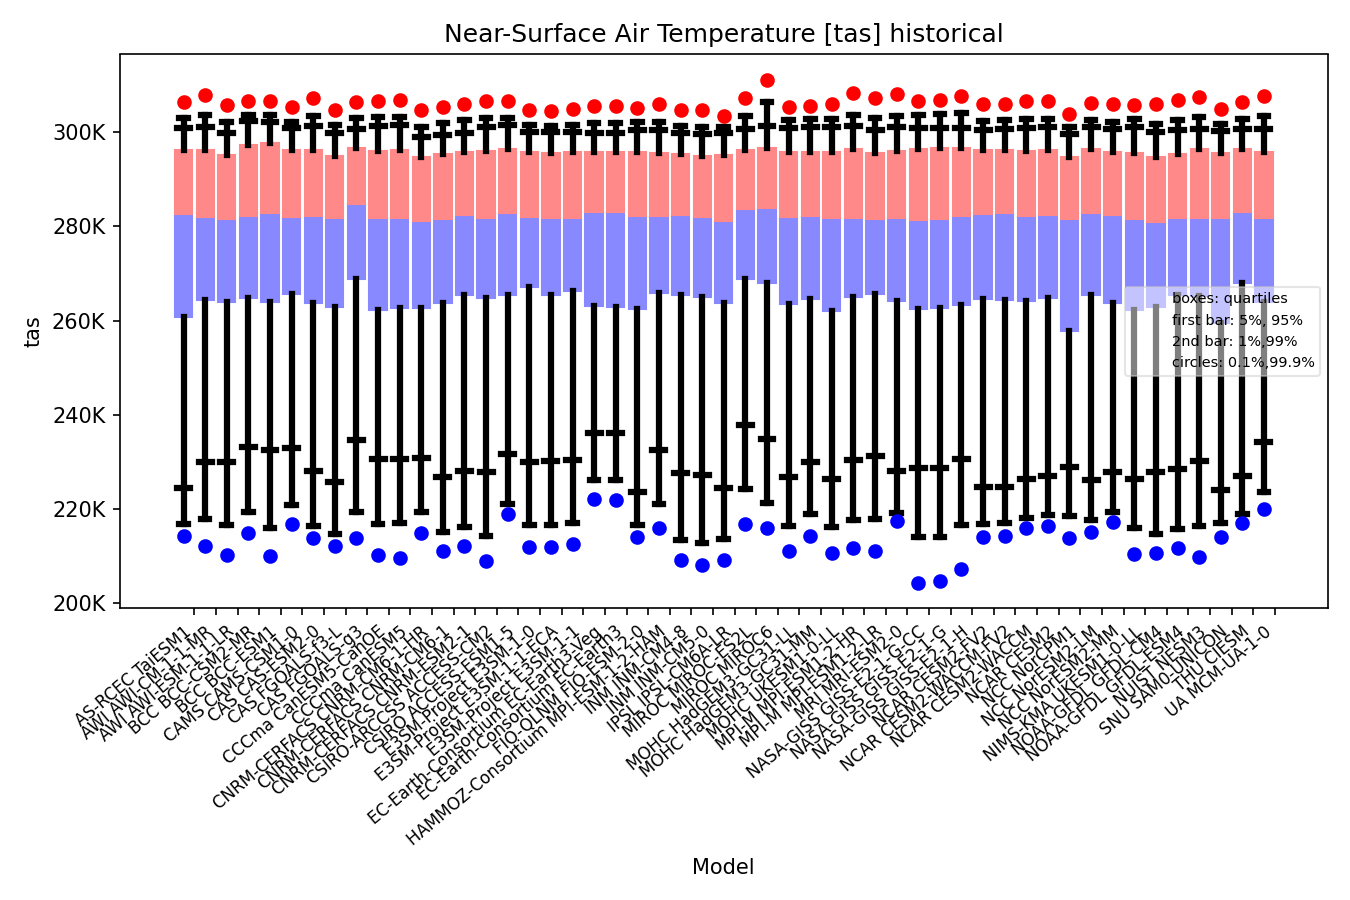 Near-Surface Air Temperature [tas] historical
tas
300K
280K
260K
240K
220K
200K
boxes: quartiles
first bar: 5%, 95%
2nd bar: 1%,99%
circles: 0.1%,99.9%
AS-RCEC TaiESM1
AWI AWI-CM-1-1-MR
AWI AWI-ESM-1-1-LR
BCC BCC-CSM2-MR
BCC BCC-ESM1
CAMS CAMS-CSM1-0
CAS CAS-ESM2-0
CAS FGOALS-f3-L
CAS FGOALS-g3
CCCma CanESM5-CanOE
CCCma CanESM5
CNRM-CERFACS CNRM-CM6-1-HR
CNRM-CERFACS CNRM-CM6-1
CNRM-CERFACS CNRM-ESM2-1
CSIRO-ARCCSS ACCESS-CM2
CSIRO ACCESS-ESM1-5
E3SM-Project E3SM-1-0
E3SM-Project E3SM-1-1-ECA
E3SM-Project E3SM-1-1
EC-Earth-Consortium EC-Earth3-Veg
EC-Earth-Consortium EC-Earth3
FIO-QLNM FIO-ESM-2-0
HAMMOZ-Consortium MPI-ESM-1-2-HAM
INM INM-CM4-8
INM INM-CM5-0
IPSL IPSL-CM6A-LR
MIROC MIROC-ES2L
MIROC MIROC6
MOHC HadGEM3-GC31-LL
MOHC HadGEM3-GC31-MM
MOHC UKESM1-0-LL
MPI-M MPI-ESM1-2-HR
MPI-M MPI-ESM1-2-LR
MRI MRI-ESM2-0
NASA-GISS GISS-E2-1-G-CC
NASA-GISS GISS-E2-1-G
NASA-GISS GISS-E2-1-H
NCAR CESM2-FV2
NCAR CESM2-WACCM-FV2
NCAR CESM2-WACCM
NCAR CESM2
NCC NorCPM1
NCC NorESM2-LM
NCC NorESM2-MM
NIMS-KMA UKESM1-0-LL
NOAA-GFDL GFDL-CM4
NOAA-GFDL GFDL-ESM4
NUIST NESM3
SNU SAM0-UNICON
THU CIESM
UA MCM-UA-1-0
Model